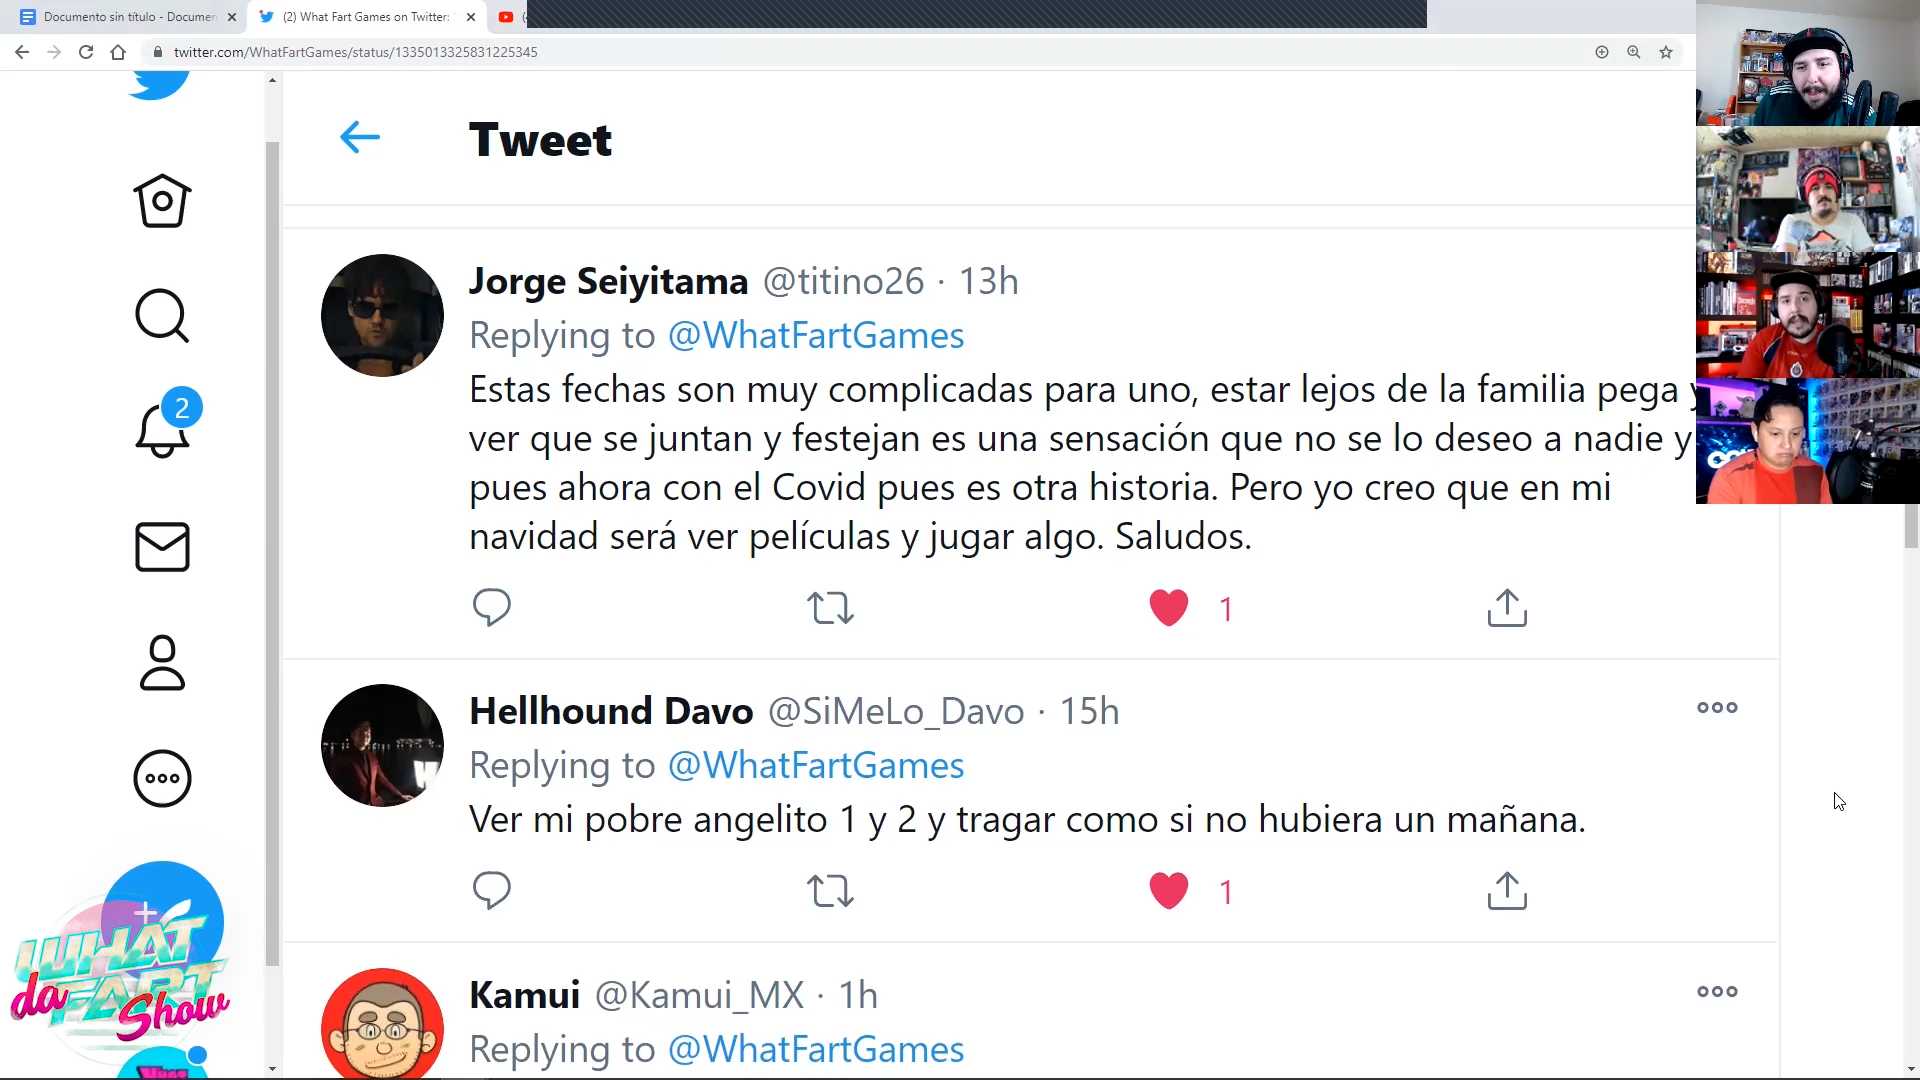 Documento sin título - Documen
(2) What Fart Games on Twitter:
twitter.com/WhatFartGames/status/1335013325831225345
Tweet
Jorge Seiyitama @titino26 · 13h
Replying to @WhatFartGames
Estas fechas son muy complicadas para uno, estar lejos de la familia pega y
ver que se juntan y festejan es una sensación que no se lo deseo a nadie y
pues ahora con el Covid pues es otra historia. Pero yo creo que en mi
navidad será ver películas y jugar algo. Saludos.
1
2
Hellhound Davo @SiMeLo_Davo · 15h
Replying to @WhatFartGames
Ver mi pobre angelito 1 y 2 y tragar como si no hubiera un mañana.
1
Kamui @Kamui_MX · 1h
Replying to @WhatFartGames
WHAT
da FART
Show